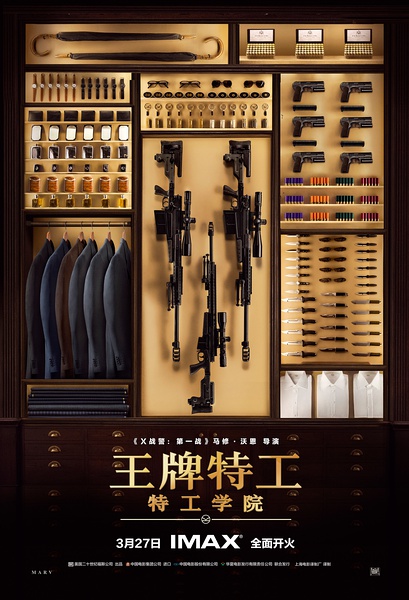 《X战警：第一战》马修·沃恩 导演
王牌特工
特工学院
3月27日 IMAX® 全面开火
美国二十世纪福斯公司 出品 中国电影集团公司 进口 中国电影股份有限公司 华夏电影发行有限责任公司 联合发行 上海电影译制厂 译制
MARV